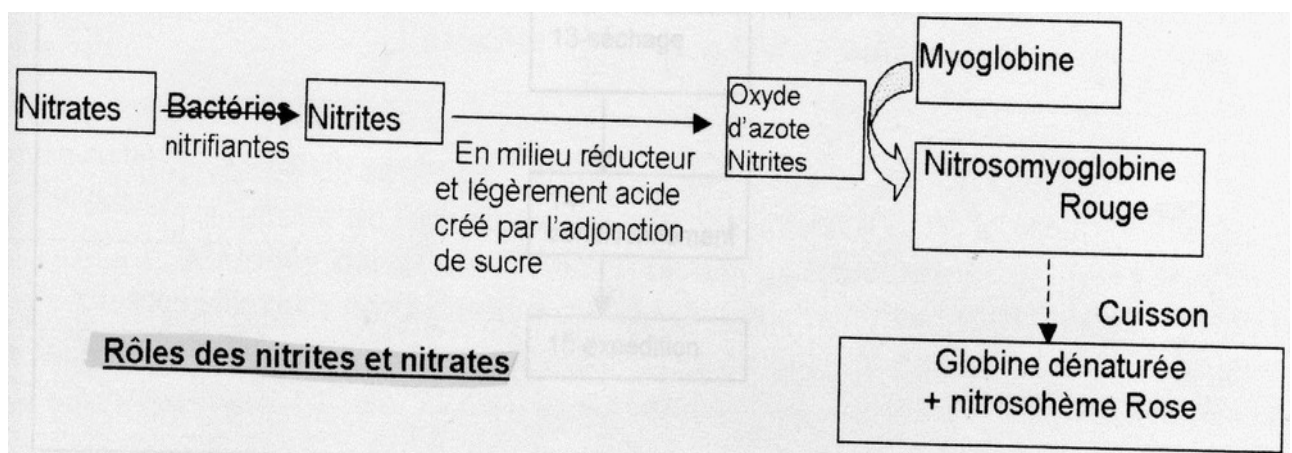 13-séchage
Myoglobine
Nitrates
Bactéries
nitrifiantes
Nitrites
Oxyde
d'azote
Nitrites
En milieu réducteur
et légèrement acide
créé par l'adjonction
de sucre
Nitrosomyoglobine
Rouge
Cuisson
Rôles des nitrites et nitrates
15 expédition
Globine dénaturée
+ nitrosohème Rose